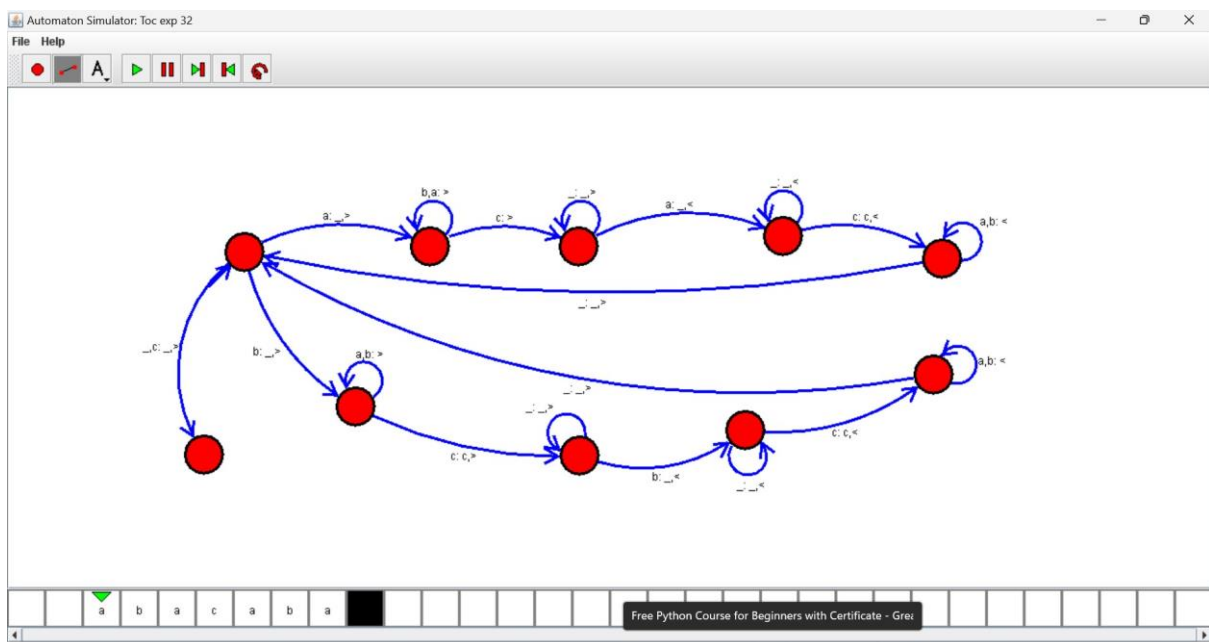 Automaton Simulator: Toc exp 32
File Help
A
b,a: >
_: _,>
_: _,<
a: _,>
c: >
a: _,<
c: c,<
a,b: <
_: _,>
_,c: _,>
b: _,>
a,b: >
a,b: <
_: _,>
_: _,>
c: c,<
c: c,>
b: _,<
_: _,<
a b a c a b a
Free Python Course for Beginners with Certificate - Grea